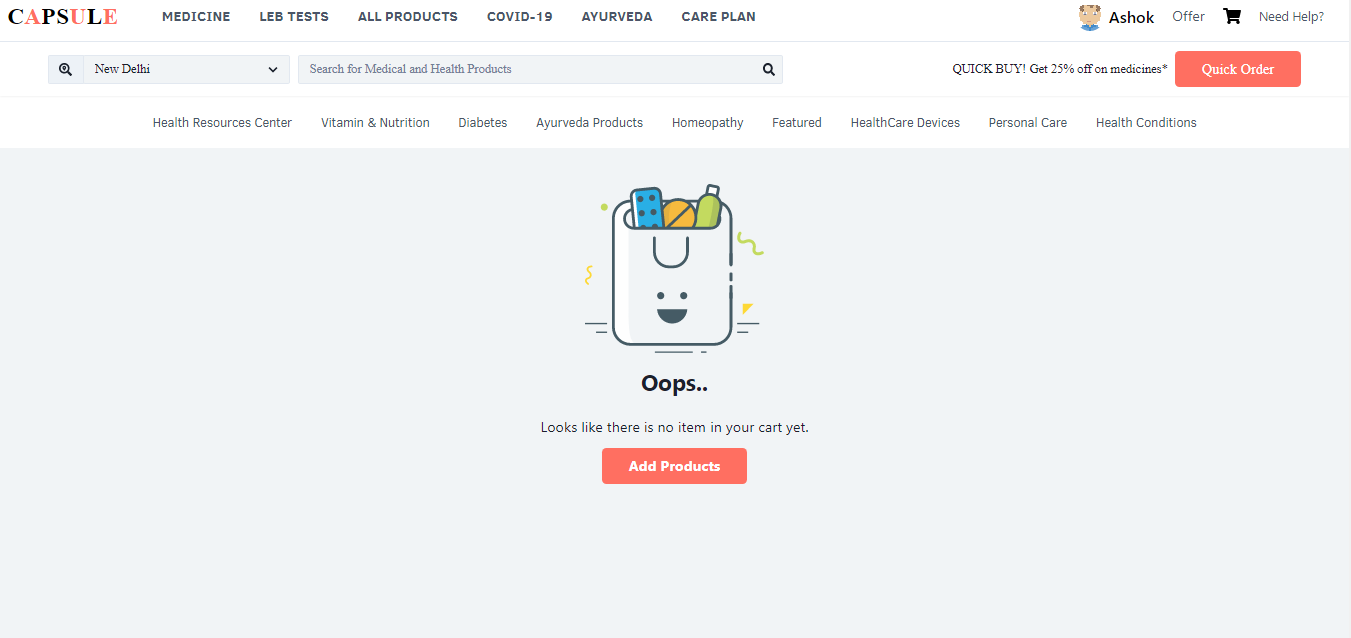 CAPSULE MEDICINE LEB TESTS ALL PRODUCTS COVID-19 AYURVEDA CARE PLAN Ashok Offer Need Help?
New Delhi Search for Medical and Health Products QUICK BUY! Get 25% off on medicines* Quick Order
Health Resources Center Vitamin & Nutrition Diabetes Ayurveda Products Homeopathy Featured HealthCare Devices Personal Care Health Conditions
Oops..
Looks like there is no item in your cart yet.
Add Products